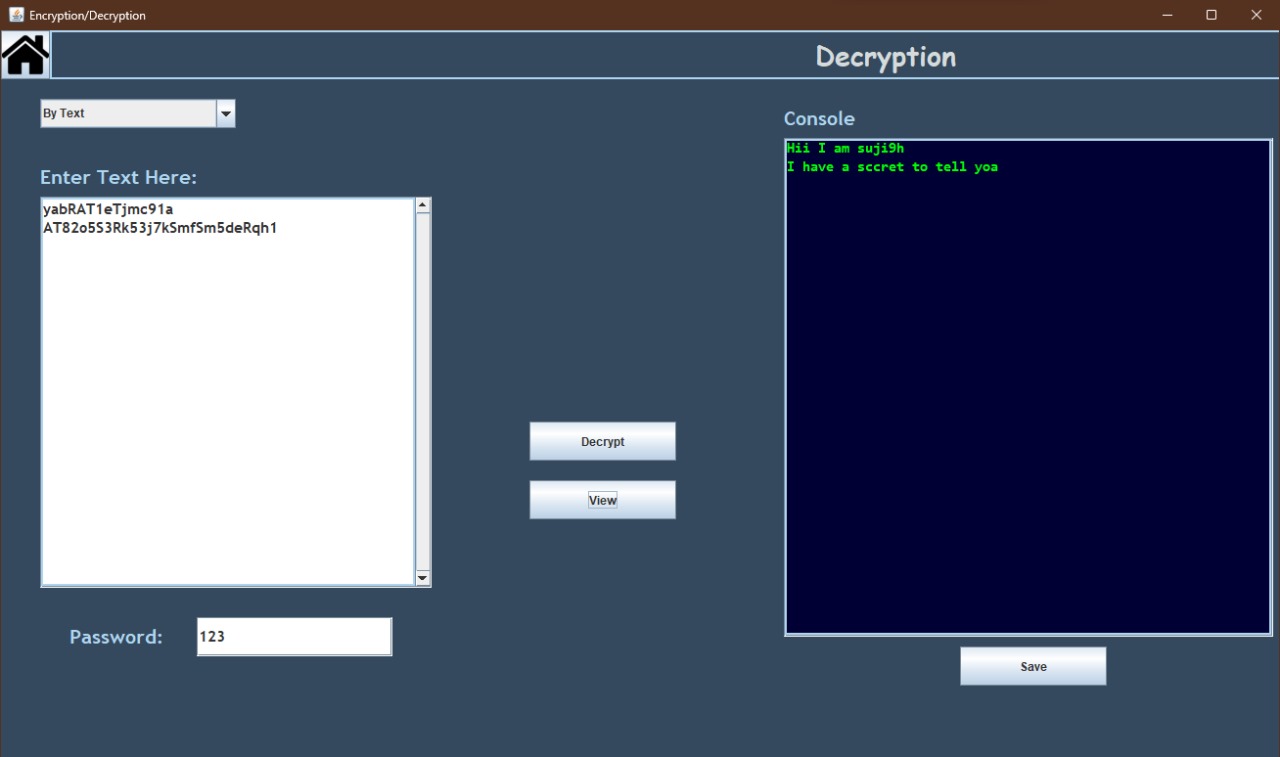 Encryption/Decryption
Decryption
By Text
Enter Text Here:
yabRAT1eTjmc91a
AT82o5S3Rk53j7kSmfSm5deRqh1
Decrypt
View
Password:
123
Console
Hii I am suji9h
I have a sccret to tell yoa
Save